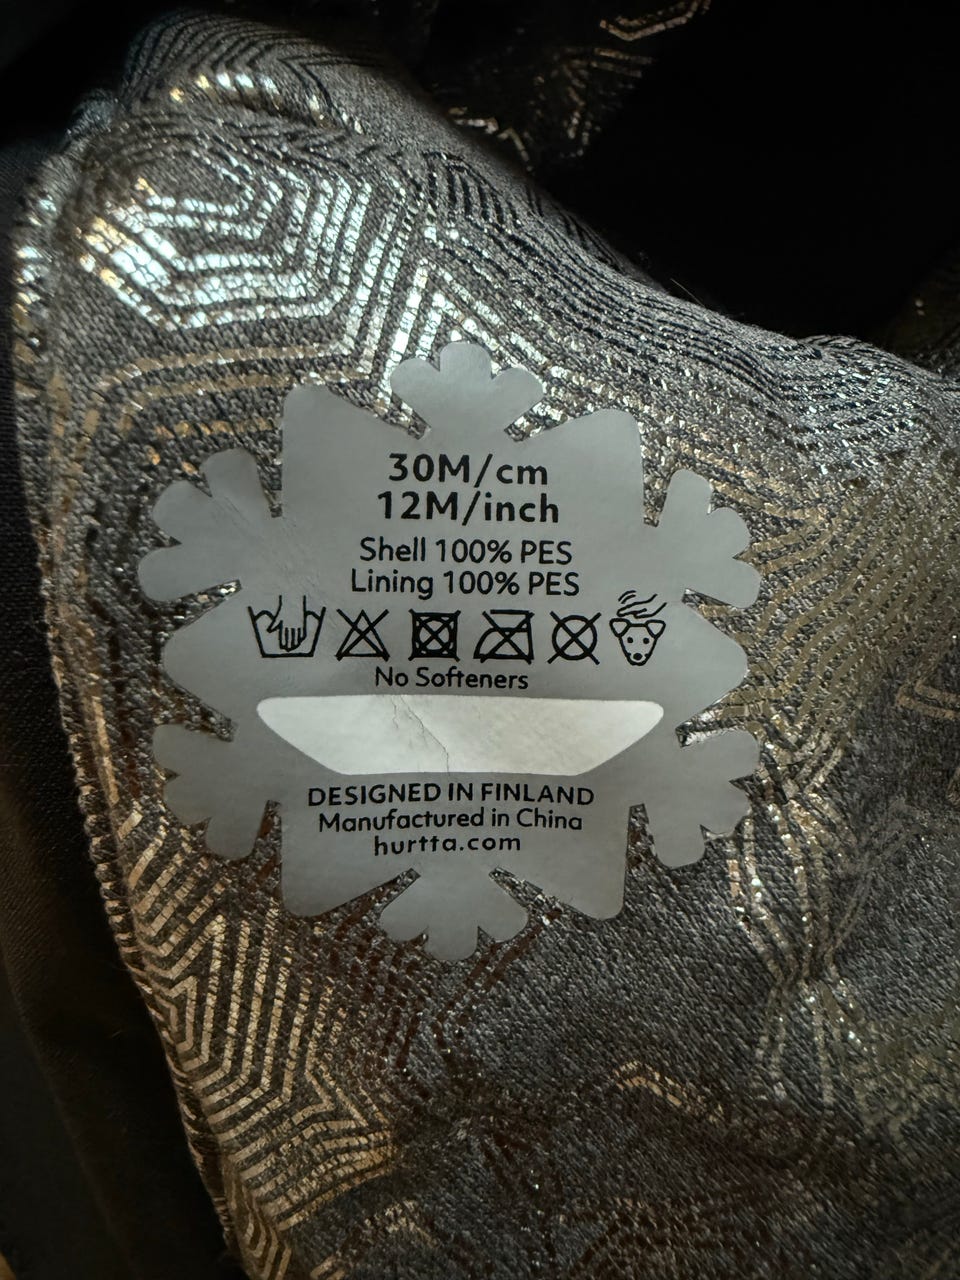 30M/cm
12M/inch
Shell 100% PES
Lining 100% PES
No Softeners
DESIGNED IN FINLAND
Manufactured in China
hurtta.com